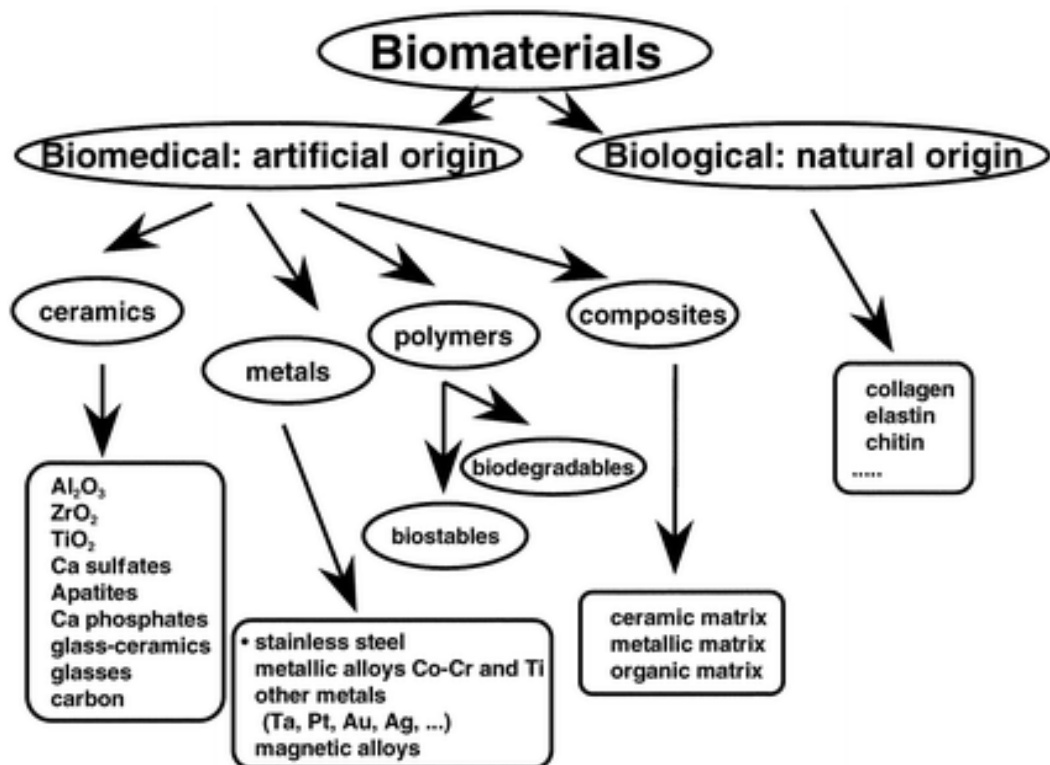 Biomaterials
Biomedical: artificial origin
Biological: natural origin
ceramics
metals
polymers
composites
biodegradables
biostables
collagen
elastin
chitin
.....
Al₂O₃
ZrO₂
TiO₂
Ca sulfates
Apatites
Ca phosphates
glass-ceramics
glasses
carbon
• stainless steel
metallic alloys Co-Cr and Ti
other metals
(Ta, Pt, Au, Ag, ...)
magnetic alloys
ceramic matrix
metallic matrix
organic matrix